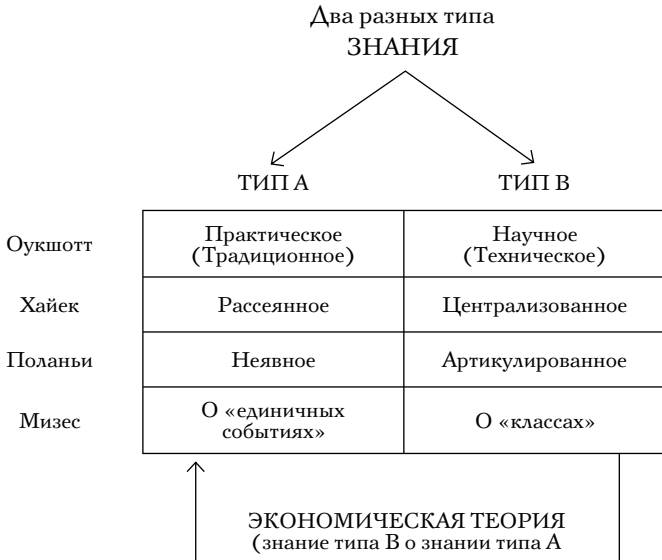 Два разных типа
ЗНАНИЯ
ТИП A
ТИП B
Оукшотт
Практическое
(Традиционное)
Научное
(Техническое)
Хайек
Рассеянное
Централизованное
Поланьи
Неявное
Артикулированное
Мизес
О «единичных
событиях»
О «классах»
ЭКОНОМИЧЕСКАЯ ТЕОРИЯ
(знание типа B о знании типа A